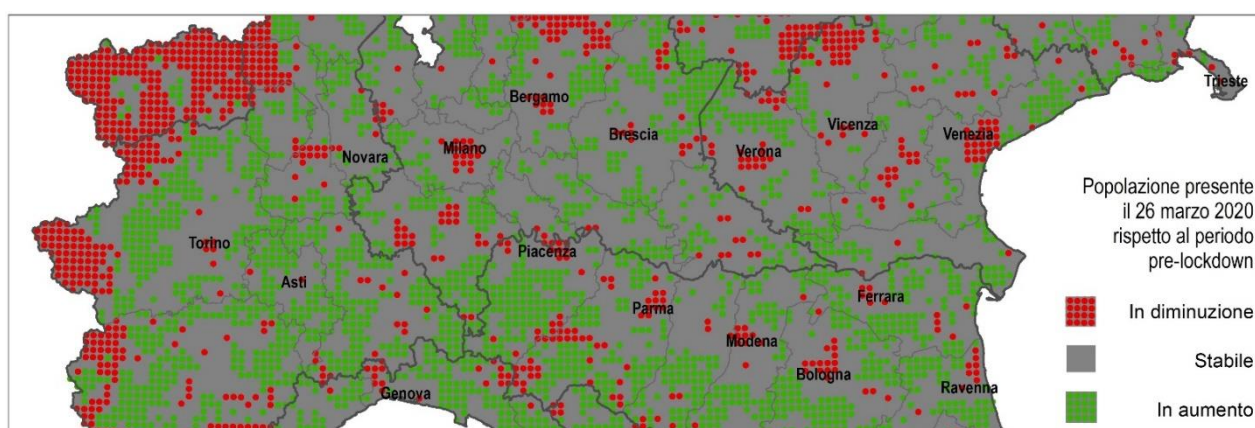 Trieste
Bergamo
Vicenza
Brescia
Venezia
Milano
Verona
Novara
Popolazione presente
il 26 marzo 2020
rispetto al periodo
pre-lockdown
Torino
Piacenza
Asti
Ferrara
Parma
In diminuzione
Modena
Stabile
Bologna
Ravenna
Genova
In aumento